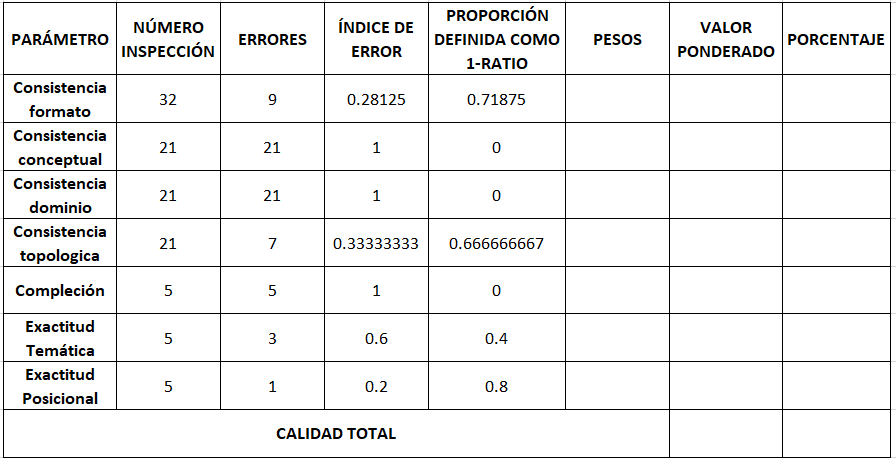 PARÁMETRO NÚMERO INSPECCIÓN ERRORES ÍNDICE DE ERROR PROPORCIÓN DEFINIDA COMO 1-RATIO PESOS VALOR PONDERADO PORCENTAJE
Consistencia formato 32 9 0.28125 0.71875
Consistencia conceptual 21 21 1 0
Consistencia dominio 21 21 1 0
Consistencia topologica 21 7 0.33333333 0.666666667
Compleción 5 5 1 0
Exactitud Temática 5 3 0.6 0.4
Exactitud Posicional 5 1 0.2 0.8
CALIDAD TOTAL